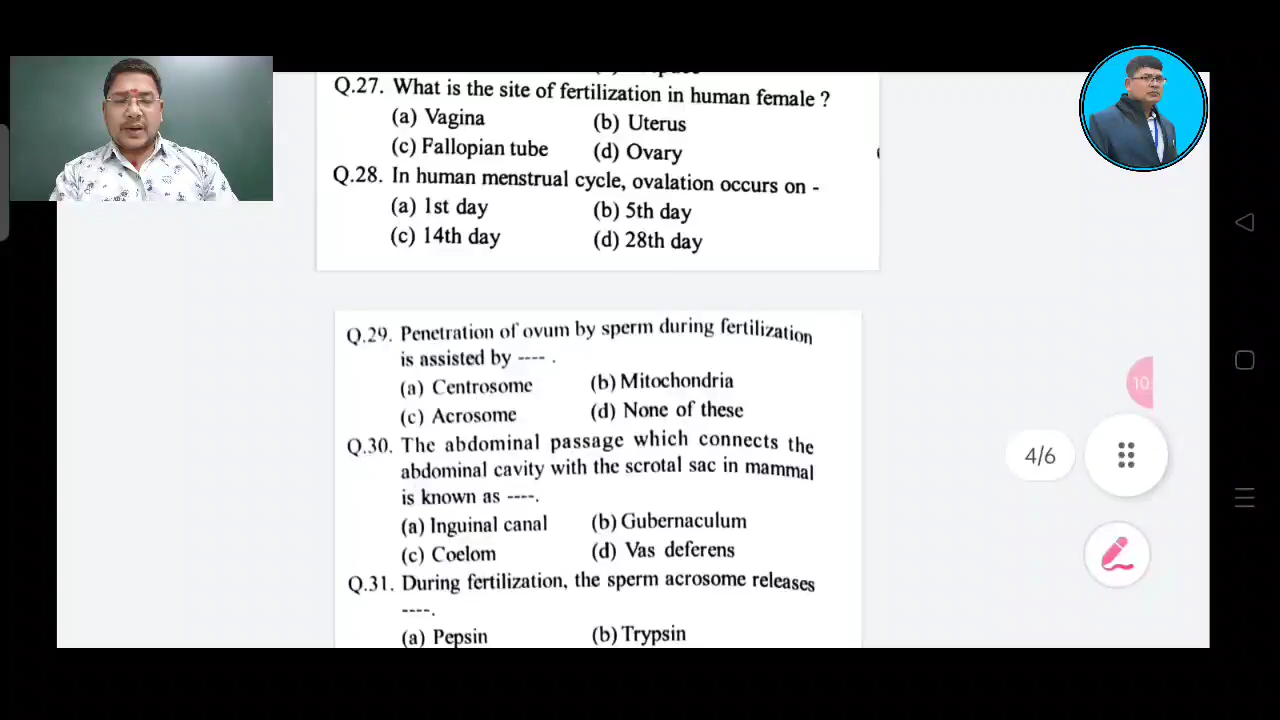 Q.27. What is the site of fertilization in human female ?
(a) Vagina (b) Uterus
(c) Fallopian tube (d) Ovary
Q.28. In human menstrual cycle, ovalation occurs on -
(a) 1st day (b) 5th day
(c) 14th day (d) 28th day
Q.29. Penetration of ovum by sperm during fertilization
is assisted by ---- .
(a) Centrosome (b) Mitochondria
(c) Acrosome (d) None of these
Q.30. The abdominal passage which connects the
abdominal cavity with the scrotal sac in mammal
is known as ----.
(a) Inguinal canal (b) Gubernaculum
(c) Coelom (d) Vas deferens
Q.31. During fertilization, the sperm acrosome releases
----.
(a) Pepsin (b) Trypsin
10
4/6